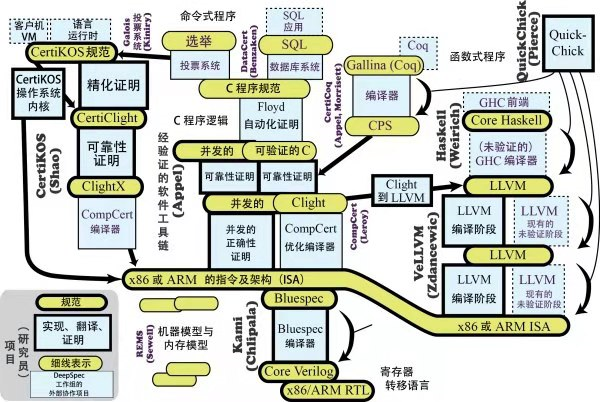 客户机
VM
语言
运行时
CertiKOS规范
CertiKOS
操作系统
内核
精化证明
CertiClight
可靠性
证明
ClightX
CompCert
编译器
CertiKOS
(Shao)
Galois
投票系统
(Kiniry)
命令式程序
选举
投票系统
DataCert
(Benzaken)
SQL
应用
SQL
数据库系统
C程序规范
C程序逻辑
Floyd
自动化证明
经验证的软件工具链
(Appel)
并发的
可验证的C
可靠性证明
可靠性证明
并发的
Clight
并发的
正确性
证明
CompCert
优化编译器
CompCert
(Leroy)
CertiCoq
(Appel, Morrisett)
Coq
Gallina (Coq)
编译器
CPS
函数式程序
Clight
到 LLVM
QuickChick
(Pierce)
Quick-
Chick
Haskell
(Weirich)
GHC前端
Core Haskell
(未验证的)
GHC 编译器
LLVM
LLVM
编译阶段
LLVM
现有的
未验证阶段
VeLLVM
(Zdancewic)
LLVM
LLVM
编译阶段
LLVM
现有的
未验证阶段
x86 或 ARM 的指令及架构 (ISA)
x86 或 ARM ISA
REMS
(Sewell)
机器模型与
内存模型
Kami
(Chlipala)
Bluespec
Bluespec
编译器
Core Verilog
x86/ARM RTL
寄存器
转移语言
项目
(研究员)
规范
实现、翻译、
证明
细线表示
DeepSpec
工作组的
外部协作项目